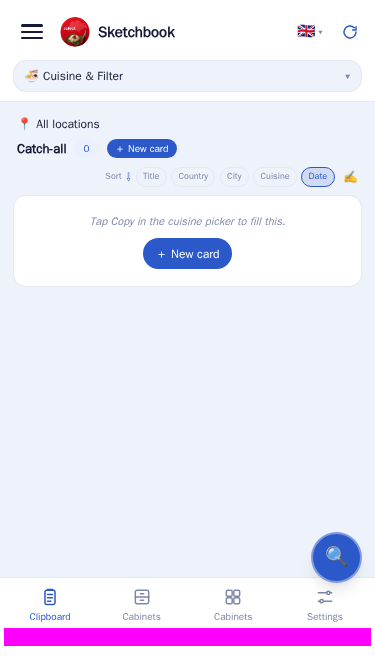 Sketchbook
Cuisine & Filter
All locations
Catch-all 0 + New card
Sort Title Country City Cuisine Date
Tap Copy in the cuisine picker to fill this.
+ New card
Clipboard Cabinets Cabinets Settings